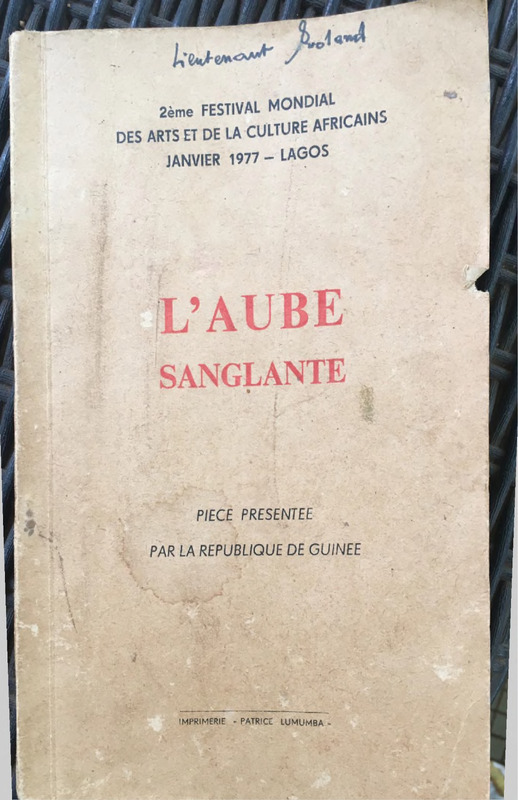 Lieutenant Roland
2ème FESTIVAL MONDIAL
DES ARTS ET DE LA CULTURE AFRICAINS
JANVIER 1977 – LAGOS
L'AUBE
SANGLANTE
PIECE PRESENTEE
PAR LA REPUBLIQUE DE GUINEE
IMPRIMERIE - PATRICE LUMUMBA -